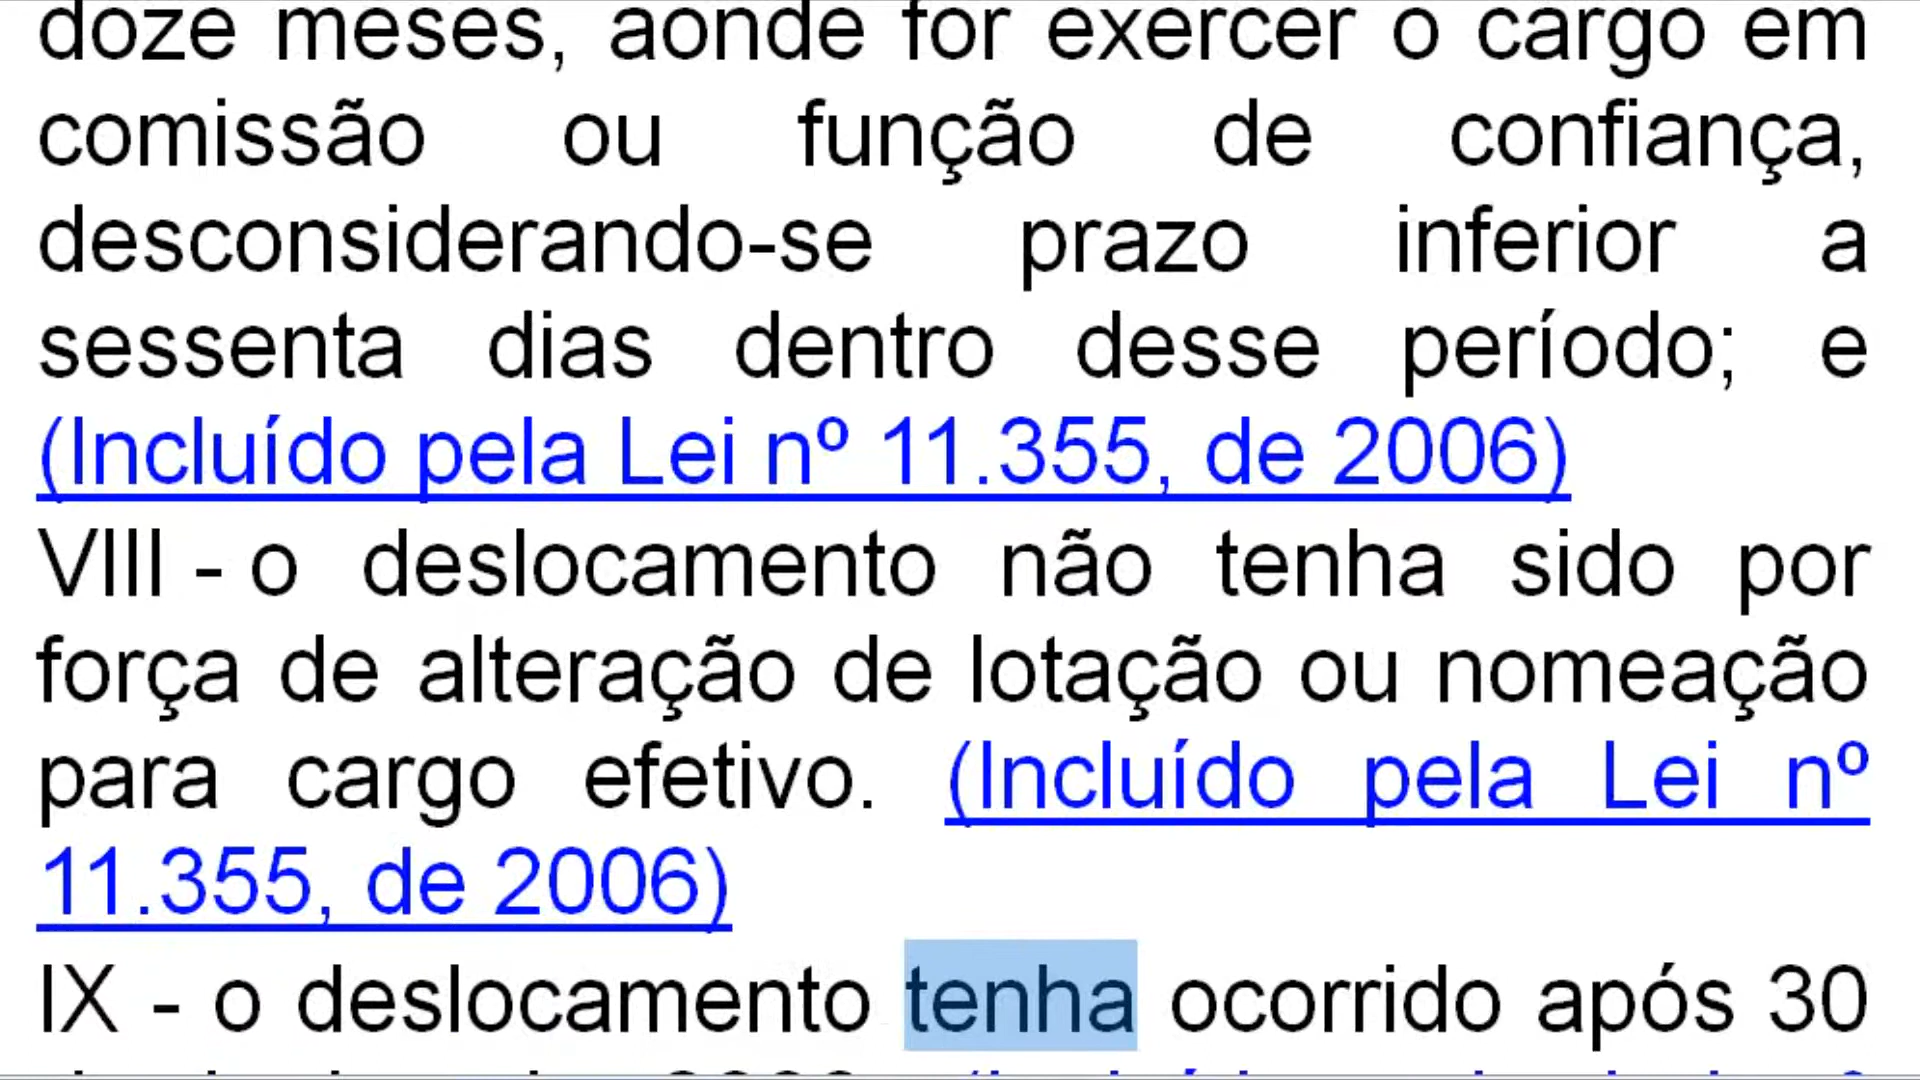 doze meses, aonde for exercer o cargo em
comissão ou função de confiança,
desconsiderando-se prazo inferior a
sessenta dias dentro desse período; e
(Incluído pela Lei nº 11.355, de 2006)
VIII - o deslocamento não tenha sido por
força de alteração de lotação ou nomeação
para cargo efetivo. (Incluído pela Lei nº
11.355, de 2006)
IX - o deslocamento tenha ocorrido após 30